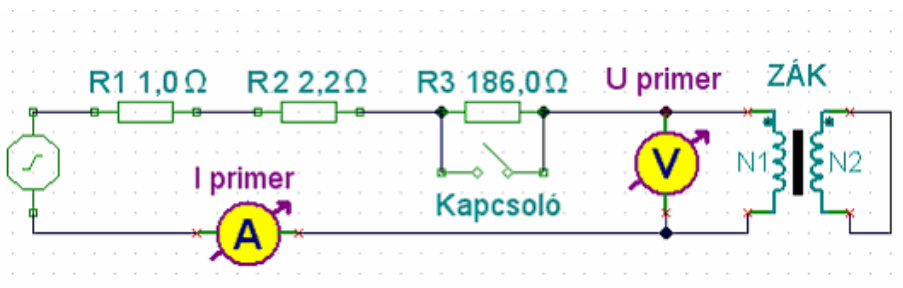 R1 1,0 Ω
R2 2,2 Ω
R3 186,0 Ω
U primer
ZÁK
V
N1
N2
I primer
A
Kapcsoló